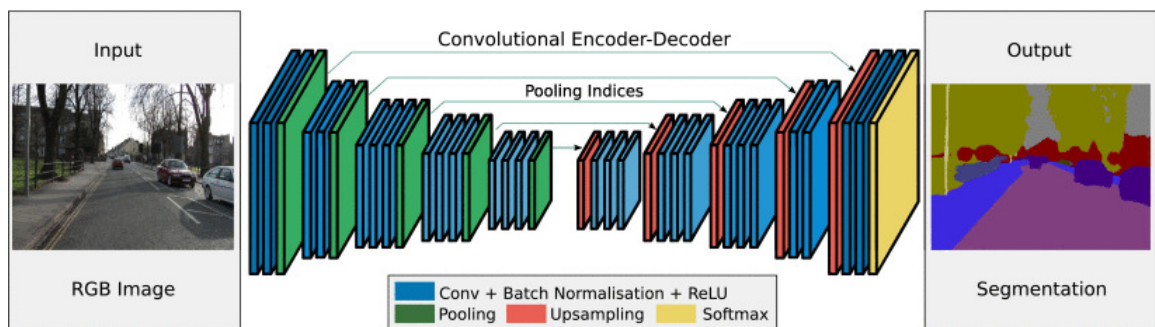 Input
RGB Image
Convolutional Encoder-Decoder
Pooling Indices
Output
Segmentation
Conv + Batch Normalisation + ReLU
Pooling Upsampling Softmax